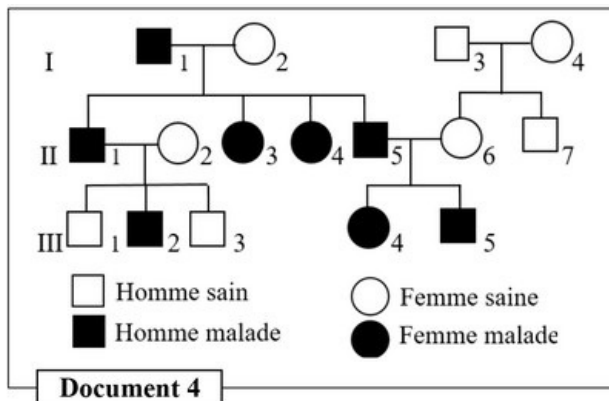 I 1 2 3 4
II 1 2 3 4 5 6 7
III 1 2 3 4 5
Homme sain Femme saine
Homme malade Femme malade
Document 4